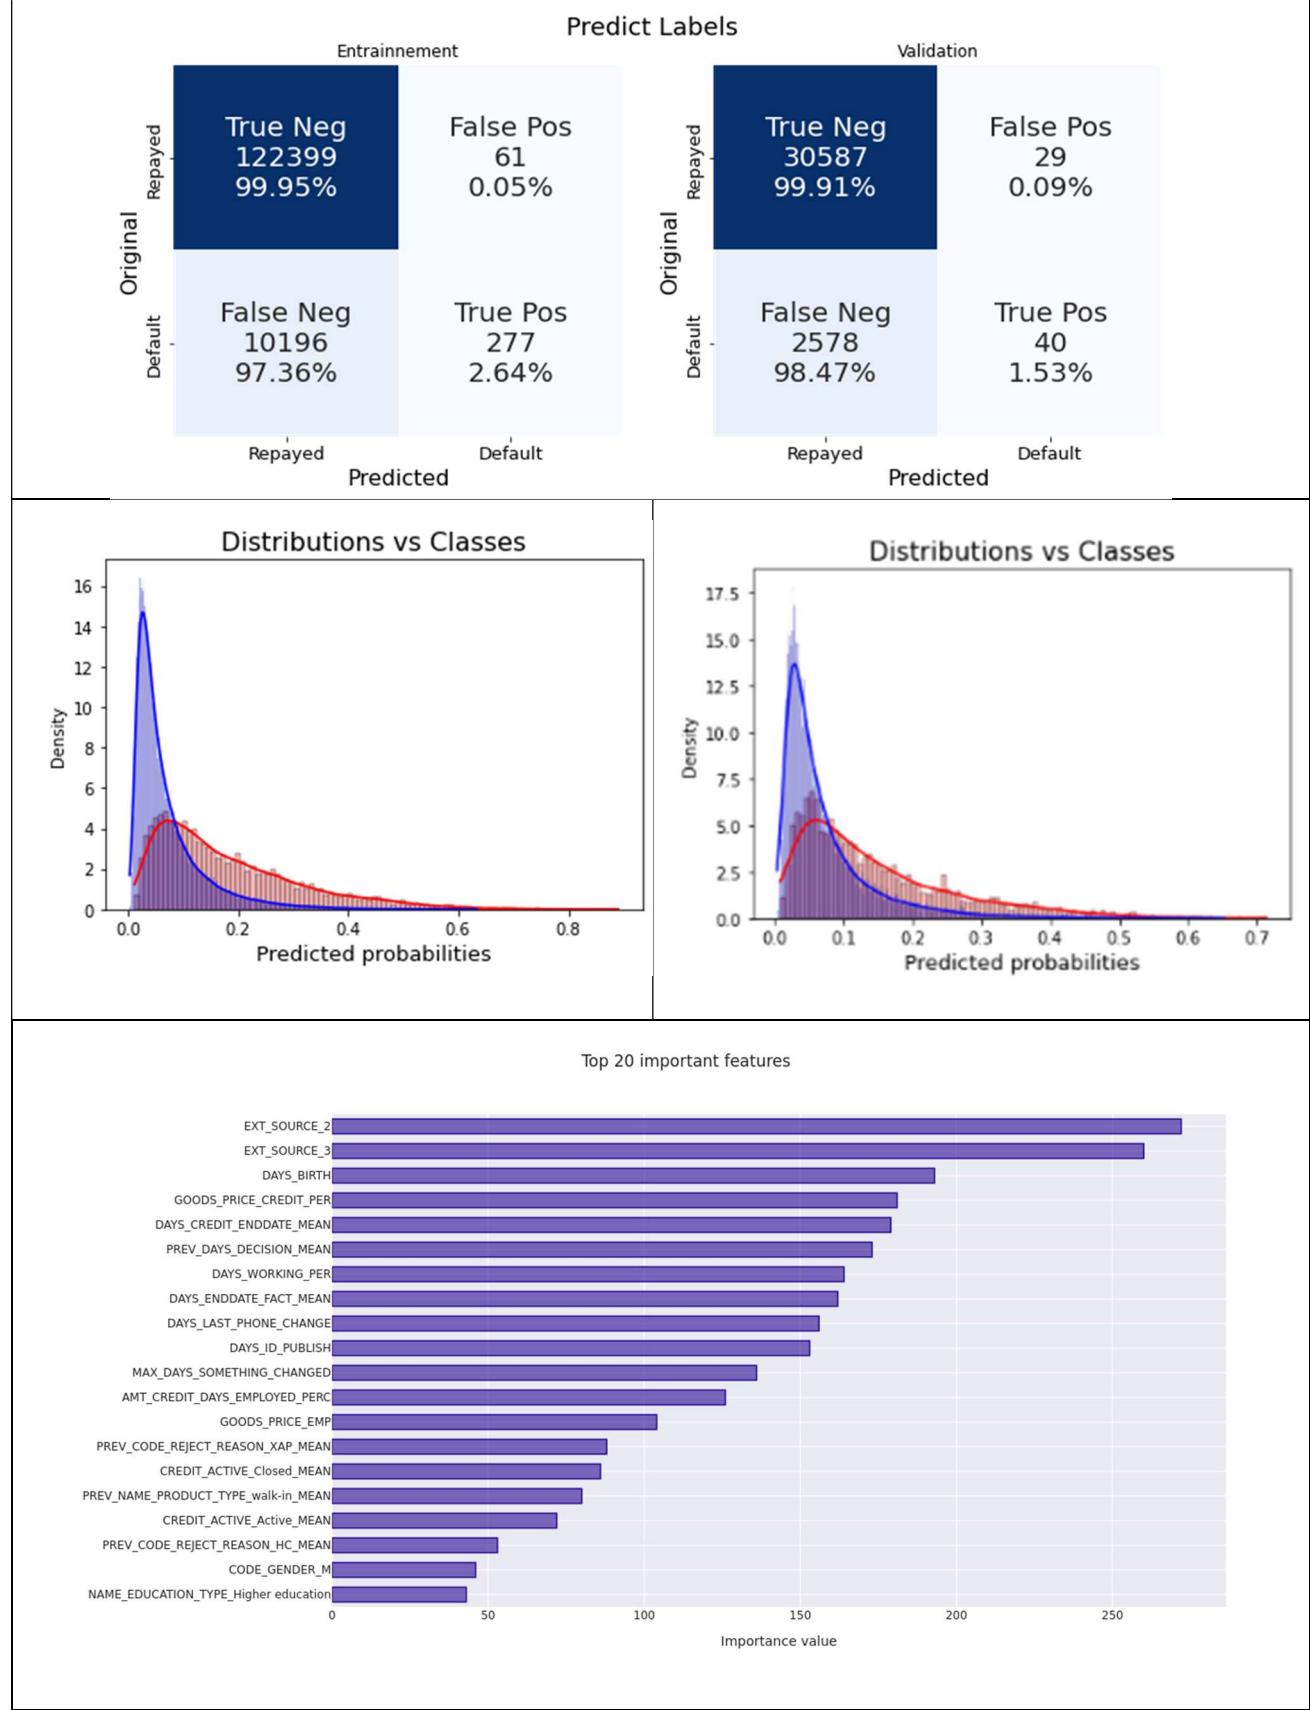 Predict Labels
Entrainnement
Validation
Original
Repayed
Default
True Neg
122399
99.95%
False Pos
61
0.05%
False Neg
10196
97.36%
True Pos
277
2.64%
Repayed
Default
Predicted
Original
Repayed
Default
True Neg
30587
99.91%
False Pos
29
0.09%
False Neg
2578
98.47%
True Pos
40
1.53%
Repayed
Default
Predicted
Distributions vs Classes
Density
16
14
12
10
8
6
4
2
0
0.0 0.2 0.4 0.6 0.8
Predicted probabilities
Distributions vs Classes
Density
17.5
15.0
12.5
10.0
7.5
5.0
2.5
0.0
0.0 0.1 0.2 0.3 0.4 0.5 0.6 0.7
Predicted probabilities
Top 20 important features
EXT_SOURCE_2
EXT_SOURCE_3
DAYS_BIRTH
GOODS_PRICE_CREDIT_PER
DAYS_CREDIT_ENDDATE_MEAN
PREV_DAYS_DECISION_MEAN
DAYS_WORKING_PER
DAYS_ENDDATE_FACT_MEAN
DAYS_LAST_PHONE_CHANGE
DAYS_ID_PUBLISH
MAX_DAYS_SOMETHING_CHANGED
AMT_CREDIT_DAYS_EMPLOYED_PERC
GOODS_PRICE_EMP
PREV_CODE_REJECT_REASON_XAP_MEAN
CREDIT_ACTIVE_Closed_MEAN
PREV_NAME_PRODUCT_TYPE_walk-in_MEAN
CREDIT_ACTIVE_Active_MEAN
PREV_CODE_REJECT_REASON_HC_MEAN
CODE_GENDER_M
NAME_EDUCATION_TYPE_Higher education
0 50 100 150 200 250
Importance value